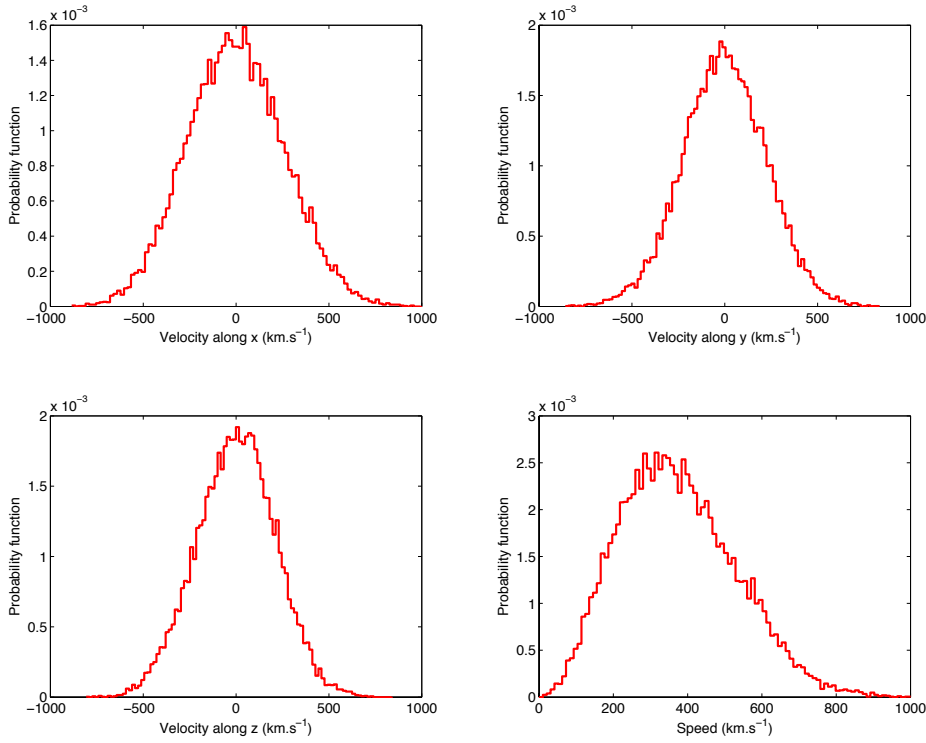 x 10⁻³
1.6
1.4
1.2
1
0.8
0.6
0.4
0.2
0
Probability function
−1000 −500 0 500 1000
Velocity along x (km.s⁻¹)
x 10⁻³
2
1.5
1
0.5
0
Probability function
−1000 −500 0 500 1000
Velocity along y (km.s⁻¹)
x 10⁻³
2
1.5
1
0.5
0
Probability function
−1000 −500 0 500 1000
Velocity along z (km.s⁻¹)
x 10⁻³
3
2.5
2
1.5
1
0.5
0
Probability function
0 200 400 600 800 1000
Speed (km.s⁻¹)